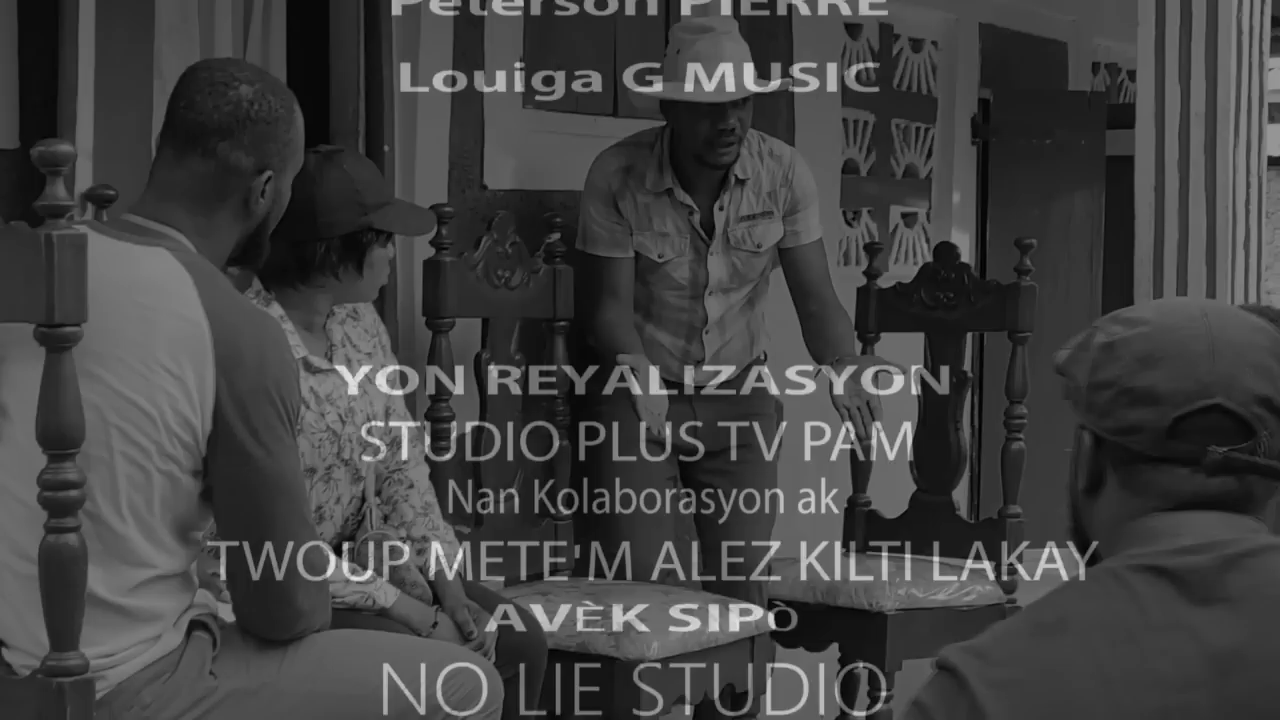 Peterson PIERRE
Louiga G MUSIC
YON REYALIZASYON
STUDIO PLUS TV PAM
Nan Kolaborasyon ak
TWOUP METE'M ALEZ KILTI LAKAY
AVÈK SIPò
NO LIE STUDIO